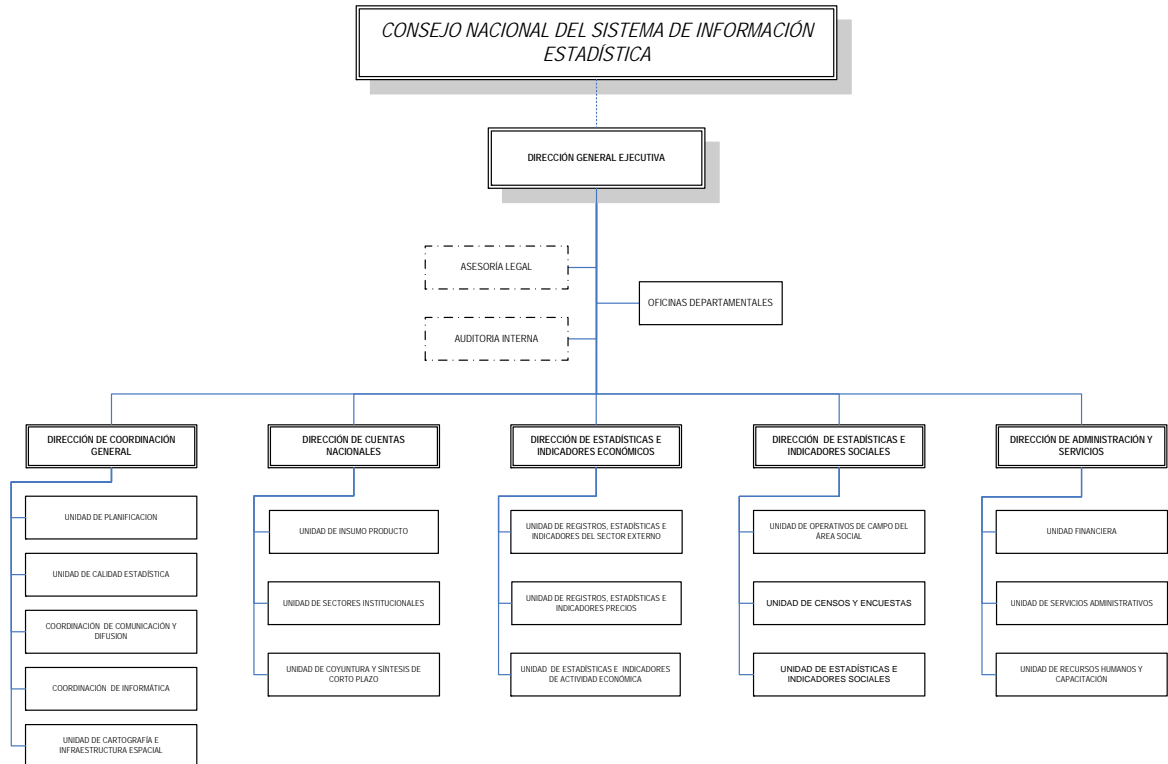 CONSEJO NACIONAL DEL SISTEMA DE INFORMACIÓN
ESTADÍSTICA
DIRECCIÓN GENERAL EJECUTIVA
ASESORÍA LEGAL
OFICINAS DEPARTAMENTALES
AUDITORIA INTERNA
DIRECCIÓN DE COORDINACIÓN
GENERAL
UNIDAD DE PLANIFICACION
UNIDAD DE CALIDAD ESTADÍSTICA
COORDINACIÓN DE COMUNICACIÓN Y
DIFUSION
COORDINACIÓN DE INFORMÁTICA
UNIDAD DE CARTOGRAFÍA E
INFRAESTRUCTURA ESPACIAL
DIRECCIÓN DE CUENTAS
NACIONALES
UNIDAD DE INSUMO PRODUCTO
UNIDAD DE SECTORES INSTITUCIONALES
UNIDAD DE COYUNTURA Y SÍNTESIS DE
CORTO PLAZO
DIRECCIÓN DE ESTADÍSTICAS E
INDICADORES ECONÓMICOS
UNIDAD DE REGISTROS, ESTADÍSTICAS E
INDICADORES DEL SECTOR EXTERNO
UNIDAD DE REGISTROS, ESTADÍSTICAS E
INDICADORES PRECIOS
UNIDAD DE ESTADÍSTICAS E INDICADORES
DE ACTIVIDAD ECONÓMICA
DIRECCIÓN DE ESTADÍSTICAS E
INDICADORES SOCIALES
UNIDAD DE OPERATIVOS DE CAMPO DEL
ÁREA SOCIAL
UNIDAD DE CENSOS Y ENCUESTAS
UNIDAD DE ESTADÍSTICAS E
INDICADORES SOCIALES
DIRECCIÓN DE ADMINISTRACIÓN Y
SERVICIOS
UNIDAD FINANCIERA
UNIDAD DE SERVICIOS ADMINISTRATIVOS
UNIDAD DE RECURSOS HUMANOS Y
CAPACITACIÓN